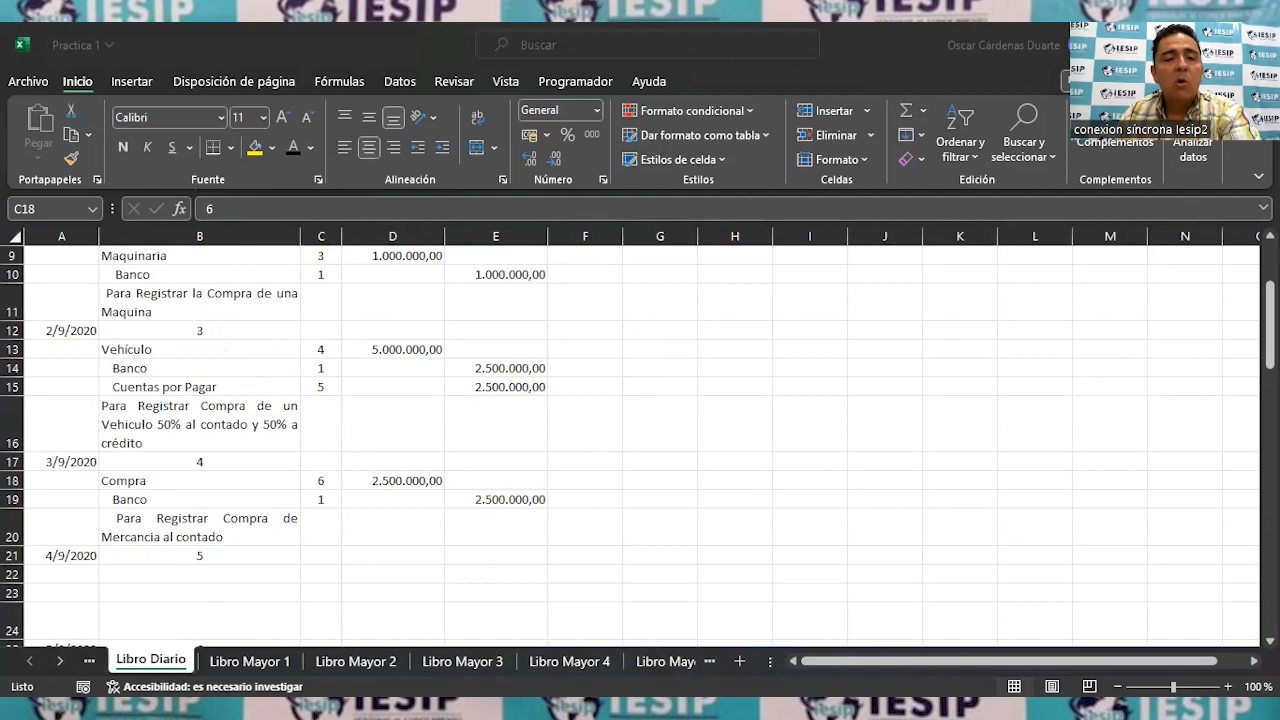 IESIP
Practica 1
Buscar
Oscar Cárdenas Duarte
Archivo Inicio Insertar Disposición de página Fórmulas Datos Revisar Vista Programador Ayuda
conexion síncrona Iesip2
Pegar
Portapapeles
Calibri 11
N K S
Fuente
Alineación
General
% 000
Número
Formato condicional
Dar formato como tabla
Estilos de celda
Estilos
Insertar
Eliminar
Formato
Celdas
Ordenar y filtrar
Buscar y seleccionar
Edición
Complementos
Complementos
Analizar datos
C18 fx 6
A B C D E F G H I J K L M N
9 Maquinaria 3 1.000.000,00
10 Banco 1 1.000.000,00
Para Registrar la Compra de una
11 Maquina
12 2/9/2020 3
13 Vehículo 4 5.000.000,00
14 Banco 1 2.500.000,00
15 Cuentas por Pagar 5 2.500.000,00
Para Registrar Compra de un
Vehiculo 50% al contado y 50% a
16 crédito
17 3/9/2020 4
18 Compra 6 2.500.000,00
19 Banco 1 2.500.000,00
Para Registrar Compra de
20 Mercancia al contado
21 4/9/2020 5
22
23
24
Libro Diario Libro Mayor 1 Libro Mayor 2 Libro Mayor 3 Libro Mayor 4 Libro May
Listo Accesibilidad: es necesario investigar 100 %